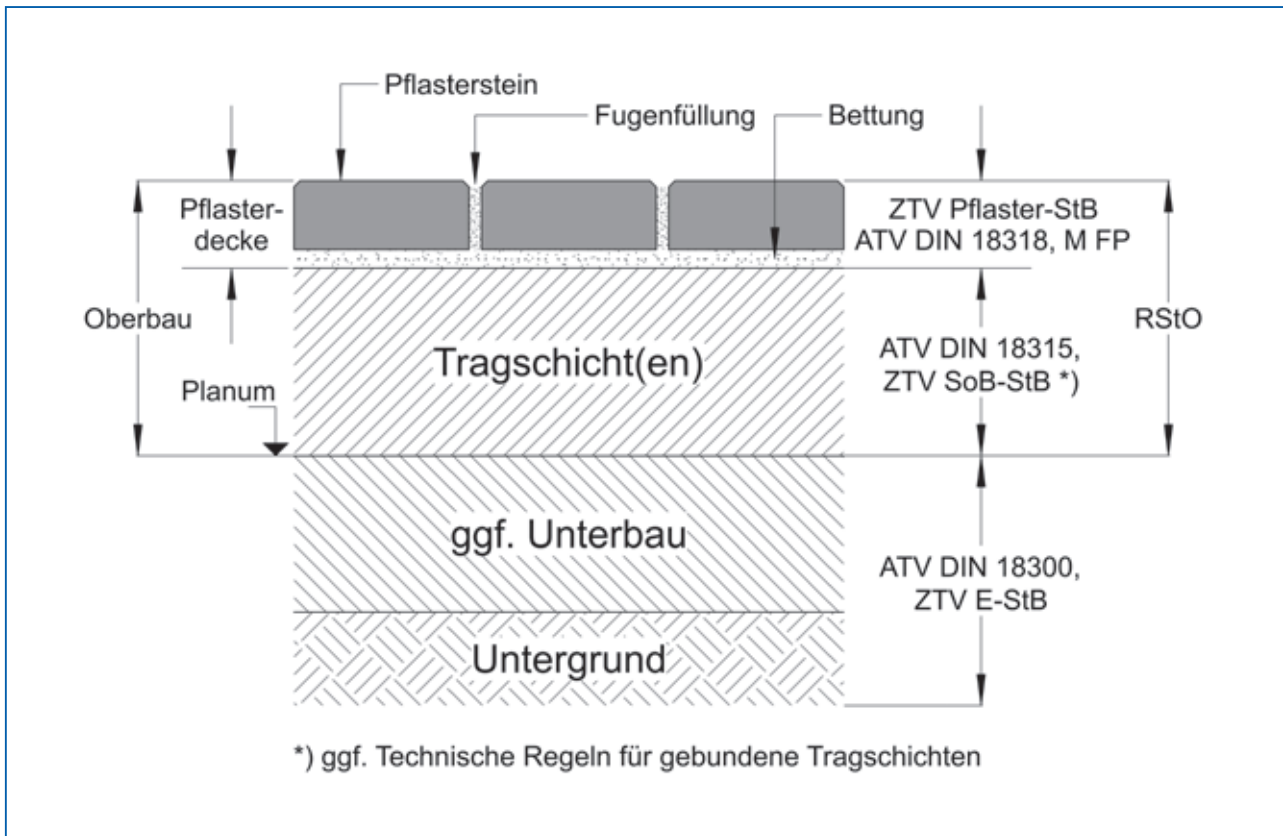 Pflasterstein
Fugenfüllung
Bettung
Pflaster-
decke
ZTV Pflaster-StB
ATV DIN 18318, M FP
Oberbau
RStO
Tragschicht(en)
ATV DIN 18315,
ZTV SoB-StB *)
Planum
ggf. Unterbau
ATV DIN 18300,
ZTV E-StB
Untergrund
*) ggf. Technische Regeln für gebundene Tragschichten